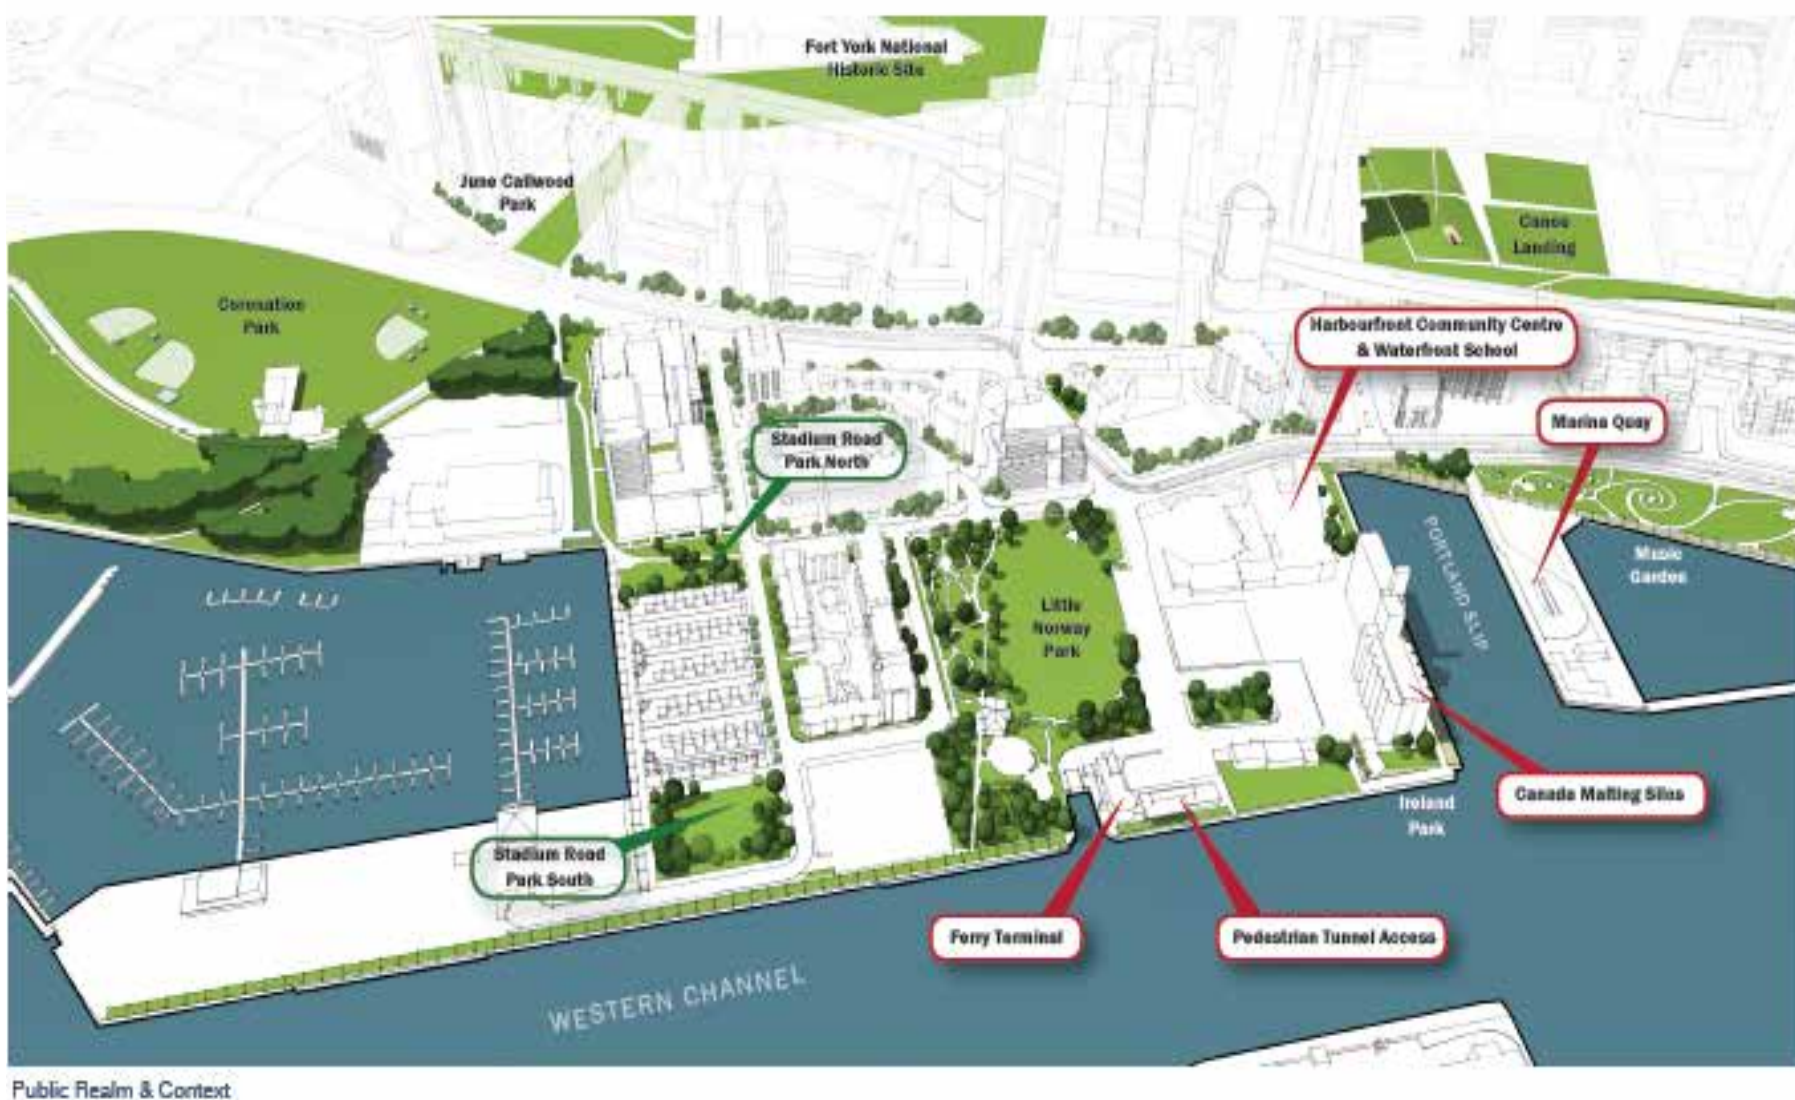 Fort York National
Historic Site
June Callwood
Park
Canoe
Landing
Coronation
Park
Harbourfront Community Centre
& Waterfront School
Marina Quay
Stadium Road
Park North
PORTLAND SLIP
Music
Garden
Little
Norway
Park
Canada Malting Silos
Ireland
Park
Stadium Road
Park South
Ferry Terminal
Pedestrian Tunnel Access
WESTERN CHANNEL
Public Realm & Context